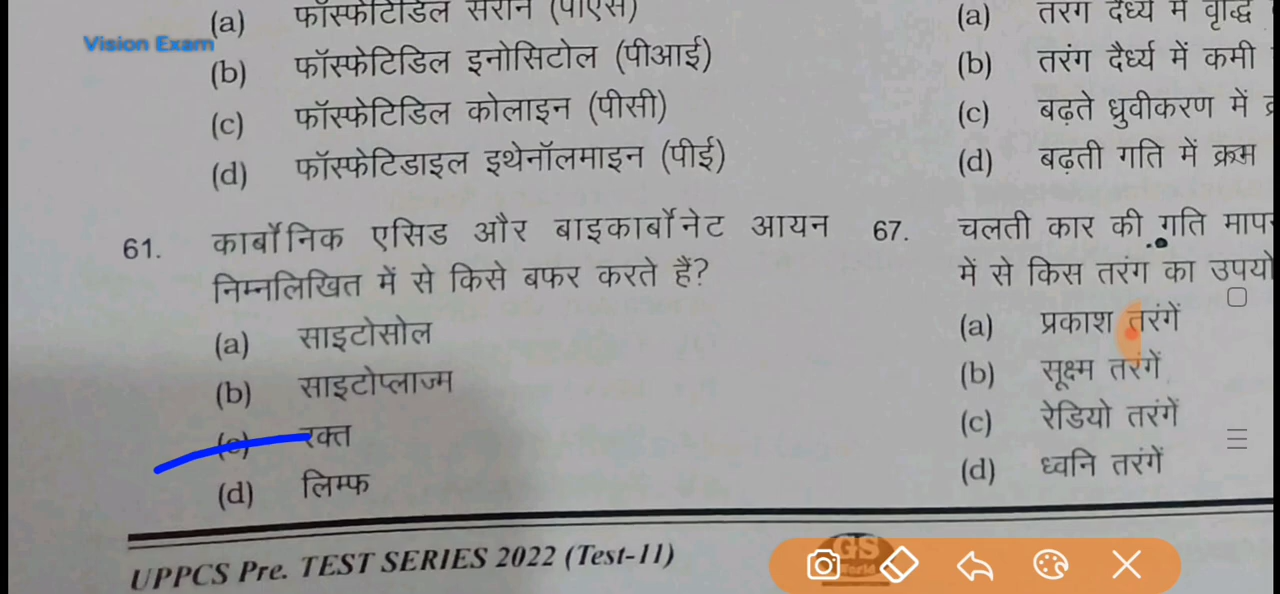 Vision Exam
(a) फॉस्फेटिडिल सेरीन (पीएस)
(b) फॉस्फेटिडिल इनोसिटोल (पीआई)
(c) फॉस्फेटिडिल कोलाइन (पीसी)
(d) फॉस्फेटिडाइल इथेनॉलमाइन (पीई)
61. कार्बोनिक एसिड और बाइकार्बोनेट आयन
निम्नलिखित में से किसे बफर करते हैं?
(a) साइटोसोल
(b) साइटोप्लाज्म
(c) रक्त
(d) लिम्फ
UPPCS Pre. TEST SERIES 2022 (Test-11)
GS
World
(a) तरंग दैर्ध्य में वृद्धि
(b) तरंग दैर्ध्य में कमी
(c) बढ़ते ध्रुवीकरण में
(d) बढ़ती गति में क्रम
67. चलती कार की गति
में से किस तरंग का
(a) प्रकाश तरंगें
(b) सूक्ष्म तरंगें
(c) रेडियो तरंगें
(d) ध्वनि तरंगें